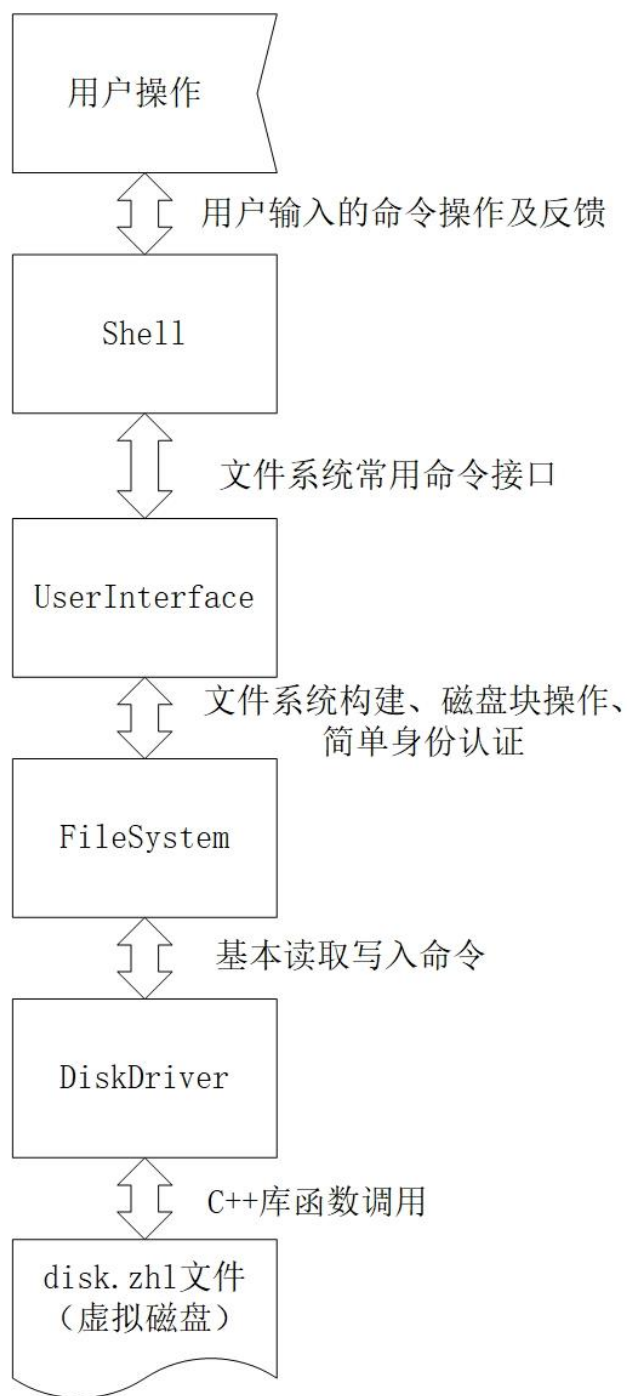 用户操作
用户输入的命令操作及反馈
Shell
文件系统常用命令接口
UserInterface
文件系统构建、磁盘块操作、
简单身份认证
FileSystem
基本读取写入命令
DiskDriver
C++库函数调用
disk.zhl文件
（虚拟磁盘）